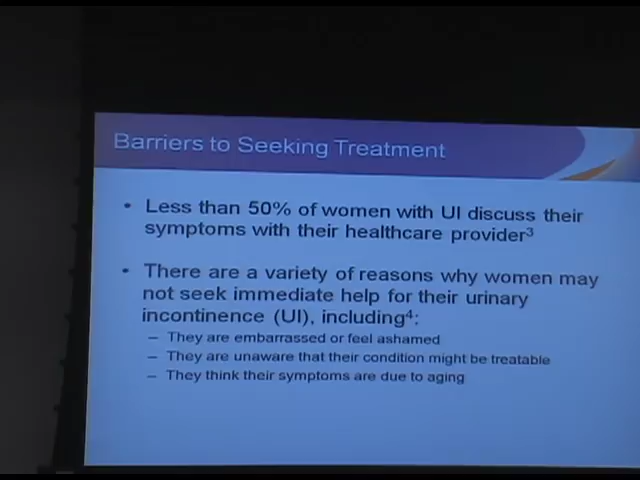 Barriers to Seeking Treatment
• Less than 50% of women with UI discuss their
symptoms with their healthcare provider³
• There are a variety of reasons why women may
not seek immediate help for their urinary
incontinence (UI), including⁴:
– They are embarrassed or feel ashamed
– They are unaware that their condition might be treatable
– They think their symptoms are due to aging